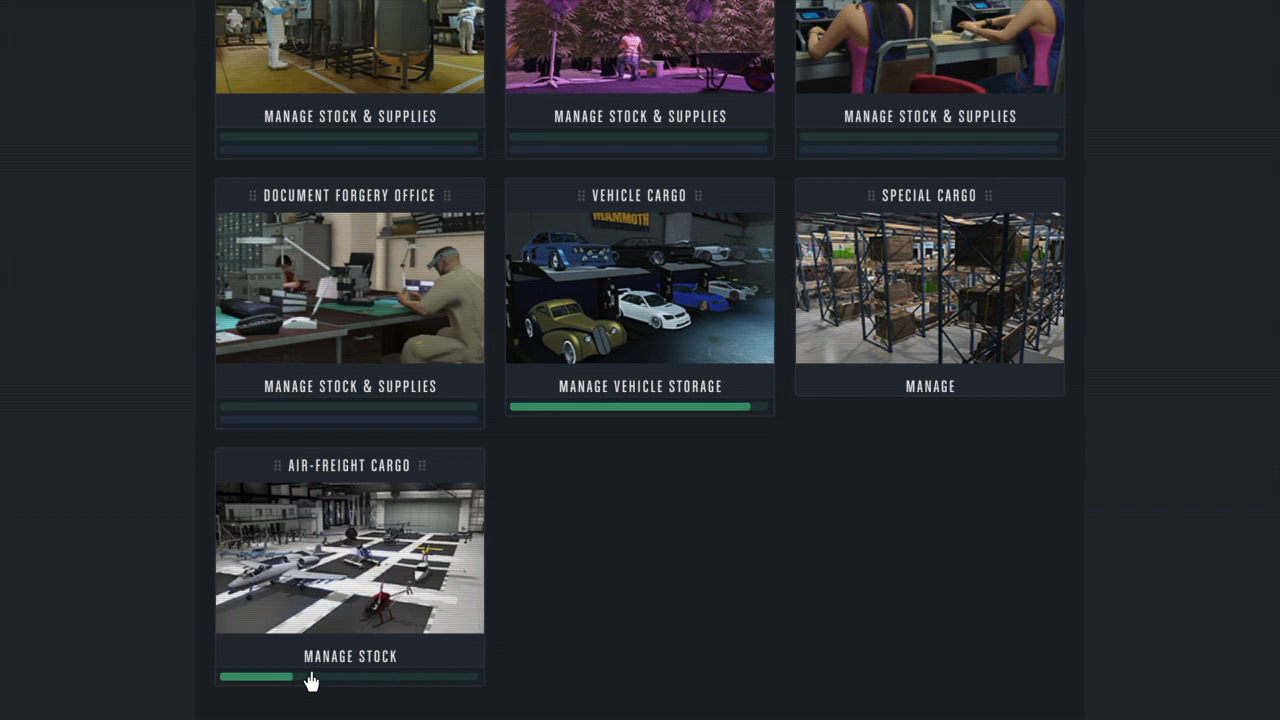 MANAGE STOCK & SUPPLIES
MANAGE STOCK & SUPPLIES
MANAGE STOCK & SUPPLIES
DOCUMENT FORGERY OFFICE
VEHICLE CARGO
SPECIAL CARGO
MAMMOTH
MANAGE STOCK & SUPPLIES
MANAGE VEHICLE STORAGE
MANAGE
AIR-FREIGHT CARGO
MANAGE STOCK